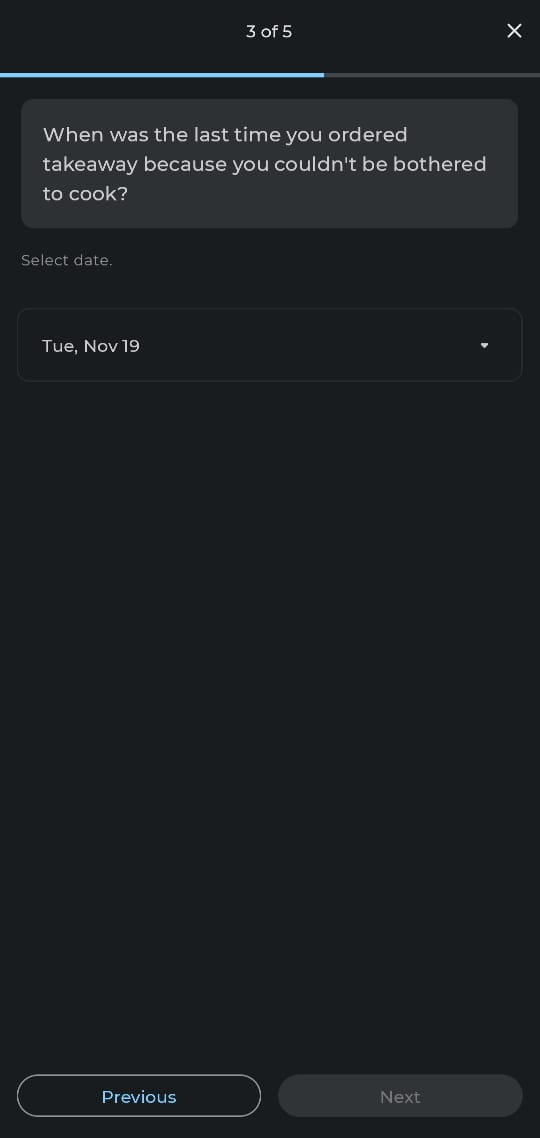 3 of 5
When was the last time you ordered
takeaway because you couldn't be bothered
to cook?
Select date.
Tue, Nov 19
Previous
Next